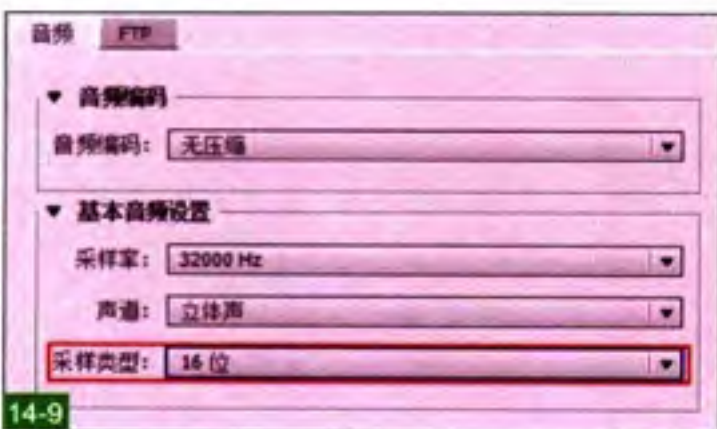 音频 FTP
音频编码
音频编码: 无压缩
基本音频设置
采样率: 32000 Hz
声道: 立体声
采样类型: 16 位
14-9